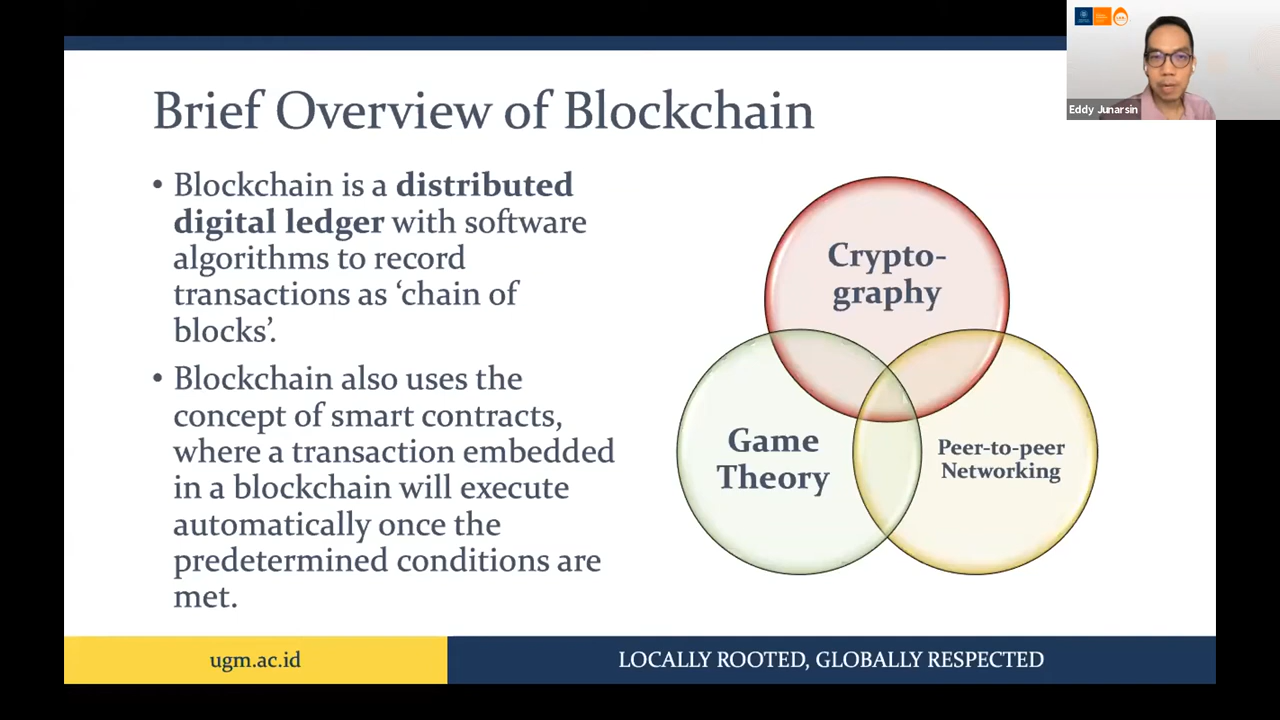 Brief Overview of Blockchain
• Blockchain is a distributed
digital ledger with software
algorithms to record
transactions as ‘chain of
blocks’.
• Blockchain also uses the
concept of smart contracts,
where a transaction embedded
in a blockchain will execute
automatically once the
predetermined conditions are
met.
Crypto-
graphy
Game
Theory
Peer-to-peer
Networking
Eddy Junarsin
ugm.ac.id
LOCALLY ROOTED, GLOBALLY RESPECTED